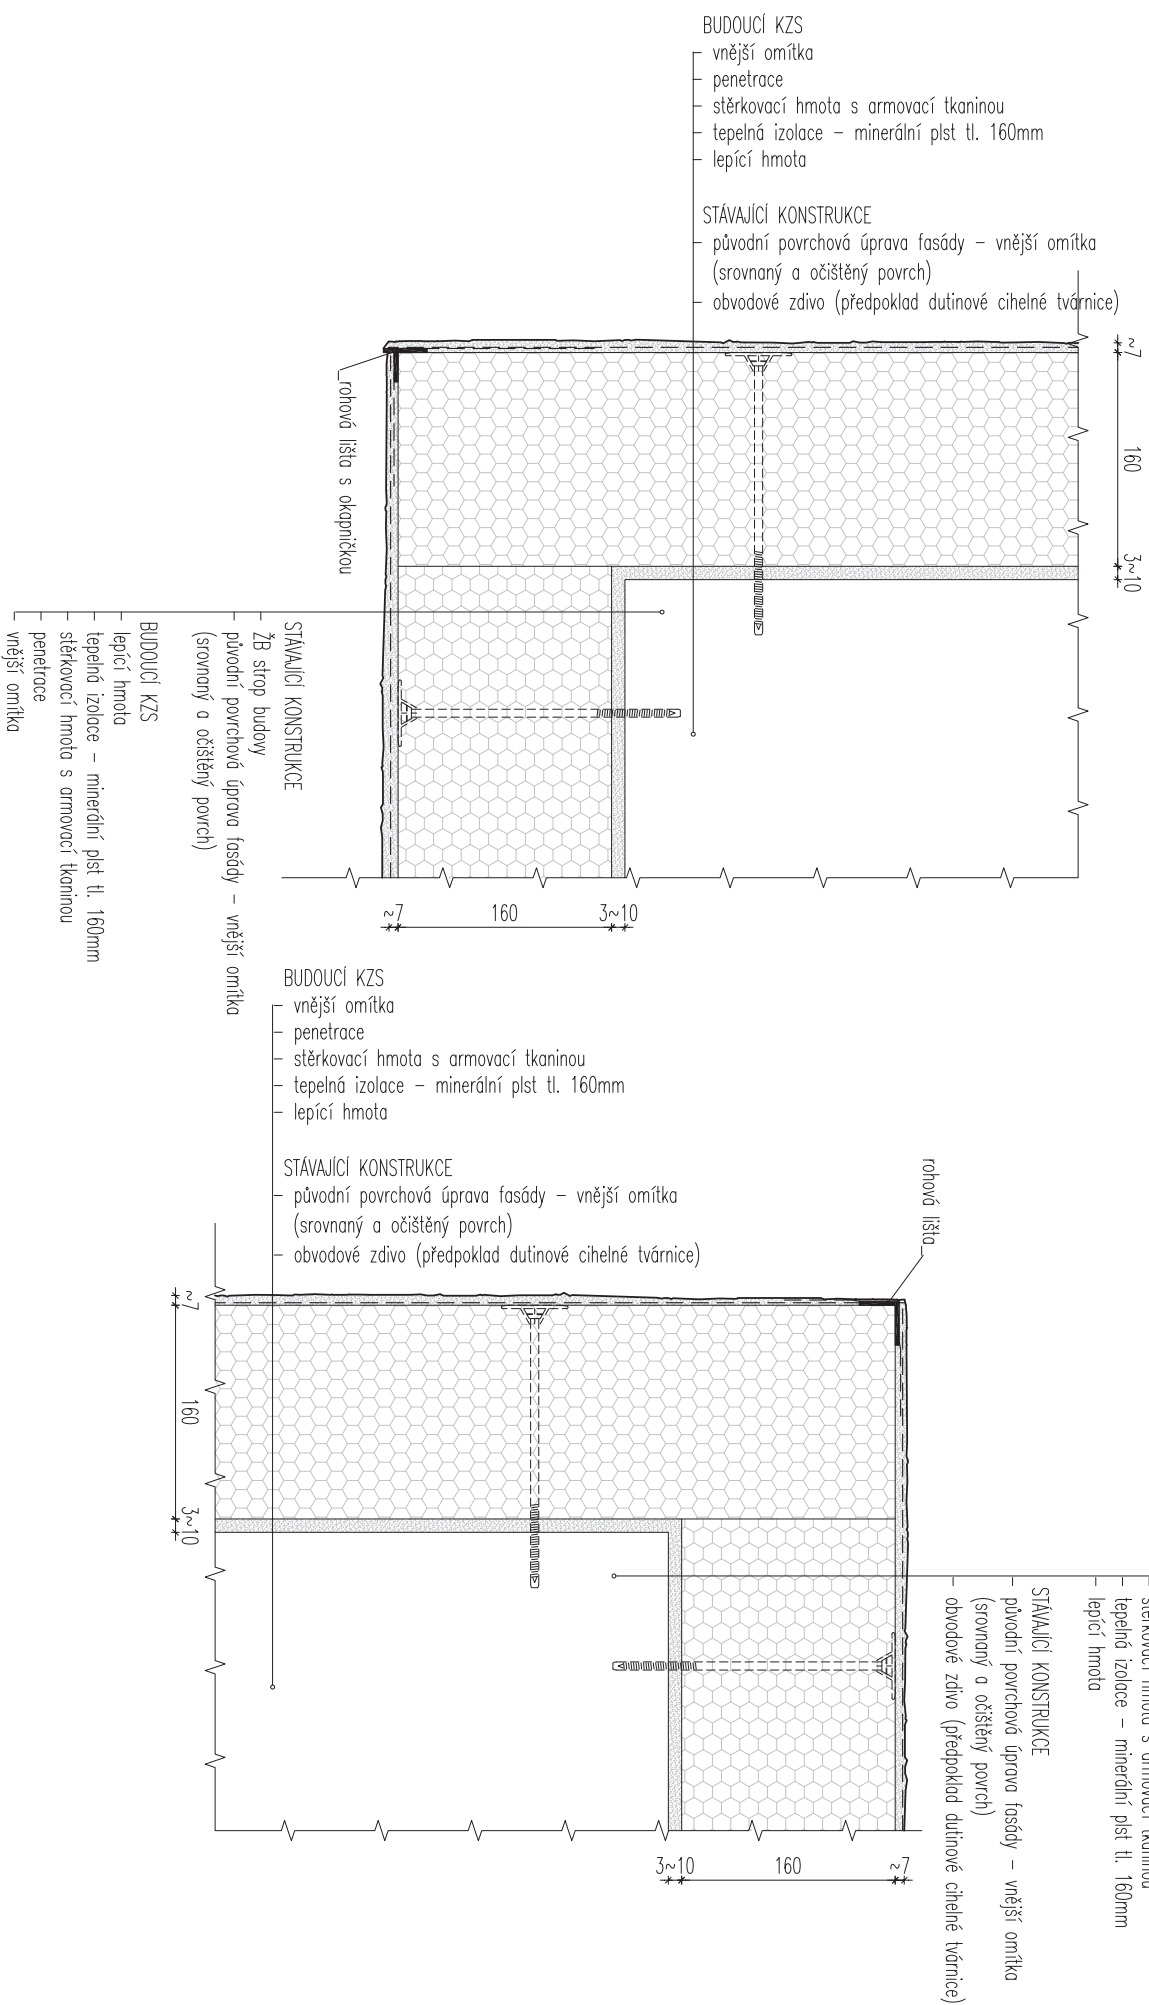 BUDOUCÍ KZS
vnější omítka
penetrace
stěrkovací hmota s armovací tkaninou
tepelná izolace – minerální plst tl. 160mm
lepící hmota
STÁVAJÍCÍ KONSTRUKCE
původní povrchová úprava fasády – vnější omítka
(srovnaný a očištěný povrch)
obvodové zdivo (předpoklad dutinové cihelné tvárnice)
~7
160
3~10
rohová lišta s okapničkou
STÁVAJÍCÍ KONSTRUKCE
ŽB strop budovy
původní povrchová úprava fasády – vnější omítka
(srovnaný a očištěný povrch)
BUDOUCÍ KZS
lepící hmota
tepelná izolace – minerální plst tl. 160mm
stěrkovací hmota s armovací tkaninou
penetrace
vnější omítka
~7
160
3~10
BUDOUCÍ KZS
vnější omítka
penetrace
stěrkovací hmota s armovací tkaninou
tepelná izolace – minerální plst tl. 160mm
lepící hmota
STÁVAJÍCÍ KONSTRUKCE
původní povrchová úprava fasády – vnější omítka
(srovnaný a očištěný povrch)
obvodové zdivo (předpoklad dutinové cihelné tvárnice)
rohová lišta
~7
160
3~10
stěrkovací hmota s armovací tkaninou
tepelná izolace – minerální plst tl. 160mm
lepící hmota
STÁVAJÍCÍ KONSTRUKCE
původní povrchová úprava fasády – vnější omítka
(srovnaný a očištěný povrch)
obvodové zdivo (předpoklad dutinové cihelné tvárnice)
3~10
160
~7